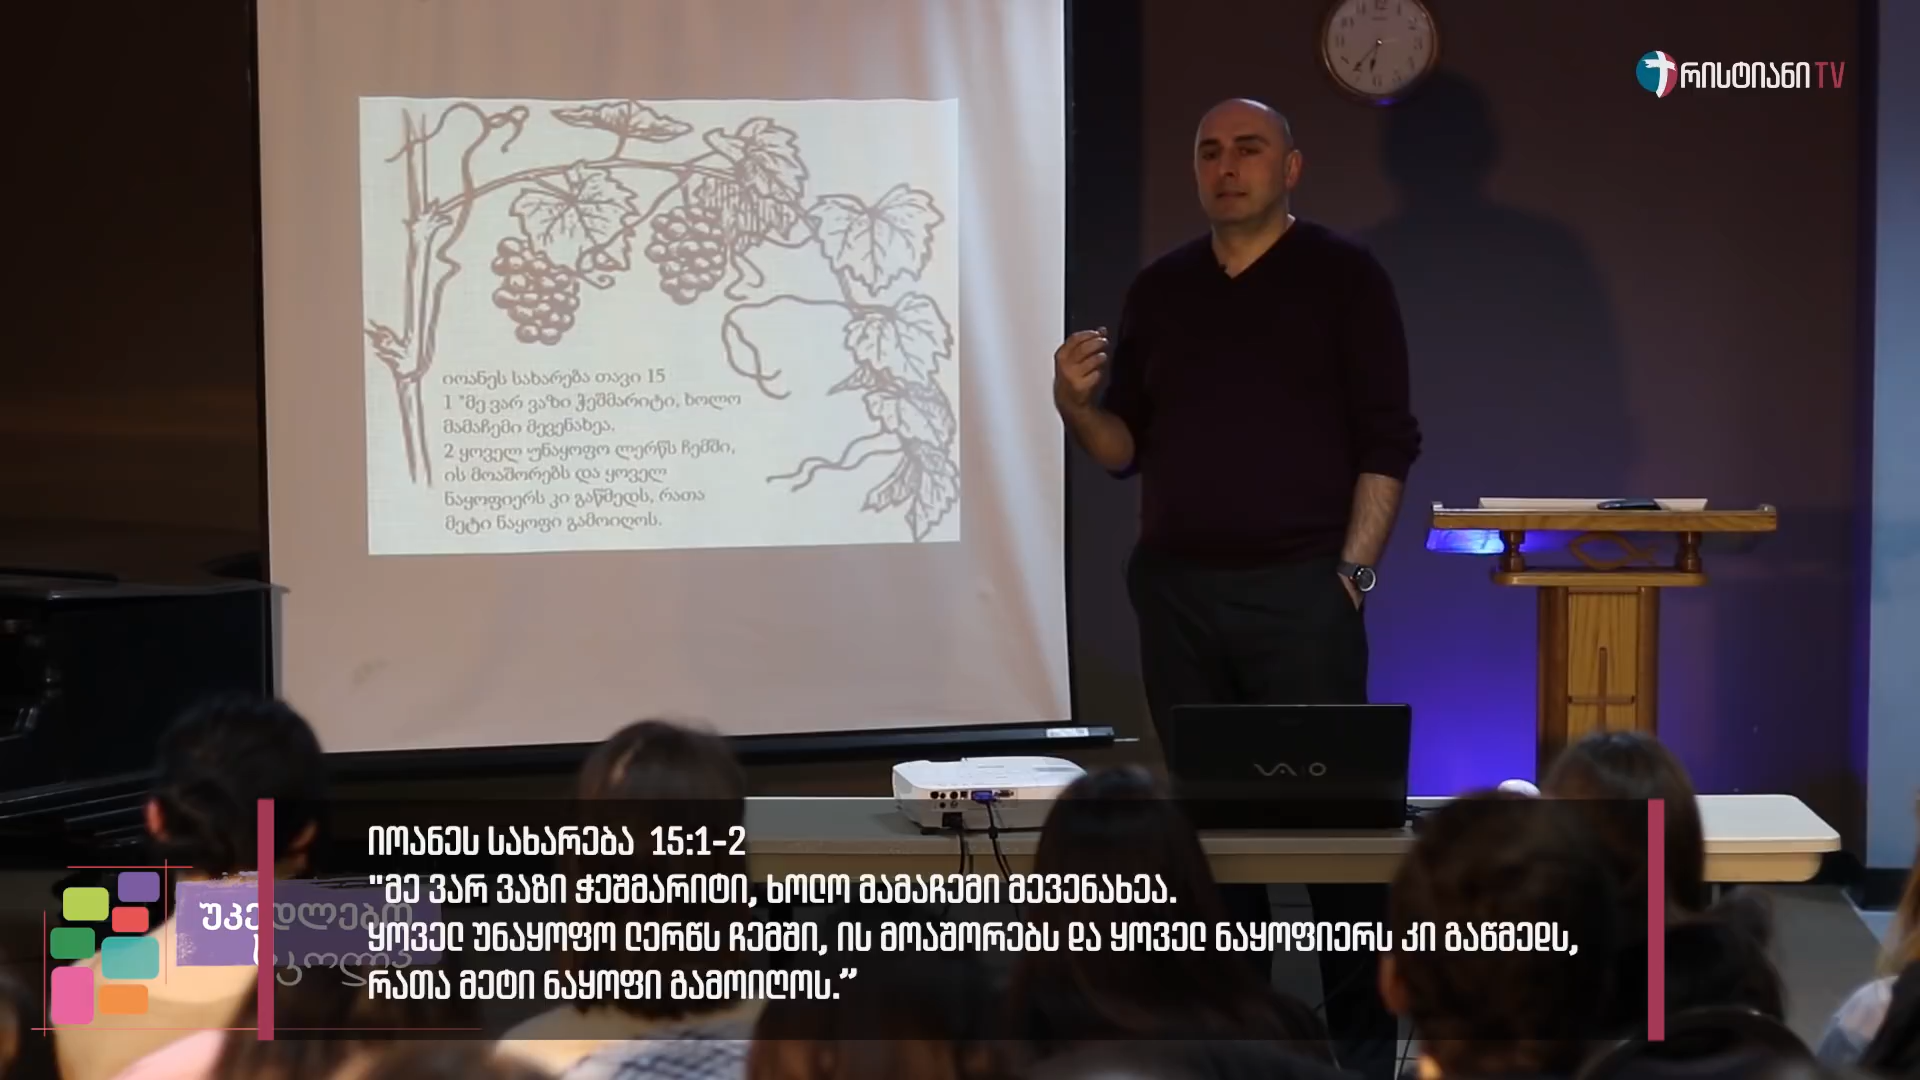 რისტიანი TV
იოანეს სახარება თავი 15
1 "მე ვარ ვაზი ჭეშმარიტი, ხოლო
მამაჩემი მევენახეა.
2 ყოველ უნაყოფო ლერწს ჩემში,
ის მოაშორებს და ყოველ
ნაყოფიერს კი გაწმედს, რათა
მეტი ნაყოფი გამოიღოს.
VAIO
იოანეს სახარება 15:1-2
"მე ვარ ვაზი ჭეშმარიტი, ხოლო მამაჩემი მევენახეა.
ყოველ უნაყოფო ლერწს ჩემში, ის მოაშორებს და ყოველ ნაყოფიერს კი გაწმედს,
რათა მეტი ნაყოფი გამოიღოს.”
უკედლებო
სკოლა